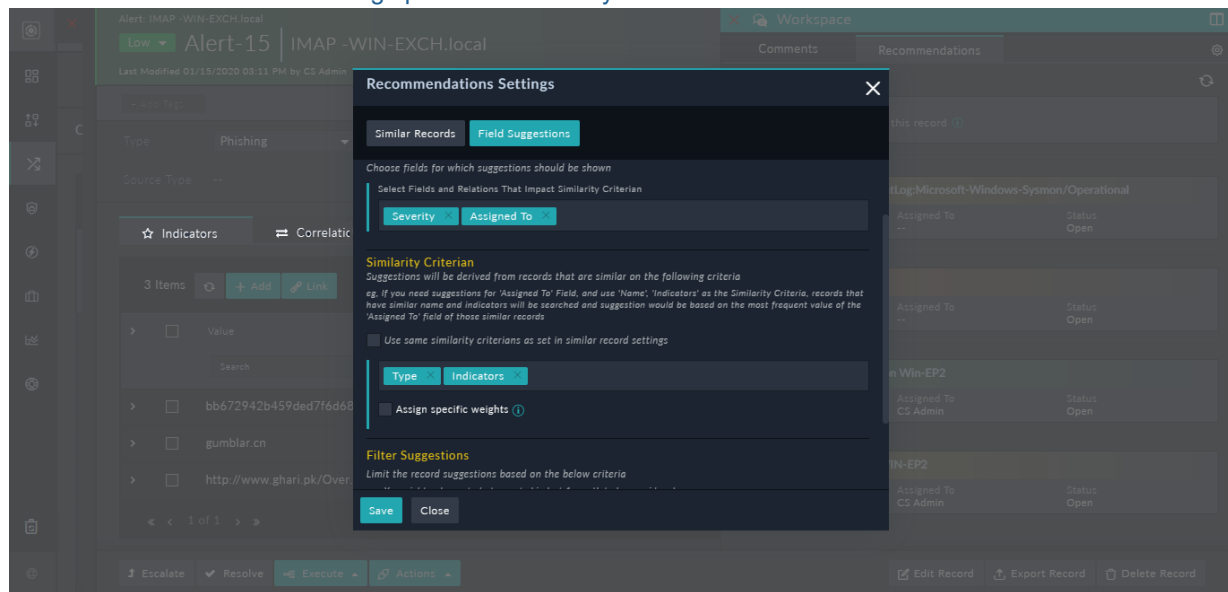 Alert: IMAP -WIN-EXCH.local
Low Alert-15 | IMAP -WIN-EXCH.local
Last Modified 01/15/2020 03:11 PM by CS Admin
+ Add Tags
Type Phishing
Source Type --
Indicators Correlatio
3 Items + Add Link
Value
Search
bb672942b459ded7f6d68
gumblar.cn
http://www.ghari.pk/Over
1 of 1
Escalate Resolve Execute Actions
Workspace
Comments Recommendations
this record
tLog:Microsoft-Windows-Sysmon/Operational
Assigned To Status
-- Open
Assigned To Status
-- Open
n Win-EP2
Assigned To Status
CS Admin Open
IN-EP2
Assigned To Status
CS Admin Open
Edit Record Export Record Delete Record
Recommendations Settings
Similar Records Field Suggestions
Choose fields for which suggestions should be shown
Select Fields and Relations That Impact Similarity Criterian
Severity × Assigned To ×
Similarity Criterian
Suggestions will be derived from records that are similar on the following criteria
eg. If you need suggestions for 'Assigned To' Field, and use 'Name', 'Indicators' as the Similarity Criteria, records that
have similar name and indicators will be searched and suggestion would be based on the most frequent value of the
'Assigned To' field of those similar records
Use same similarity criterians as set in similar record settings
Type × Indicators ×
Assign specific weights
Filter Suggestions
Limit the record suggestions based on the below criteria
Save Close